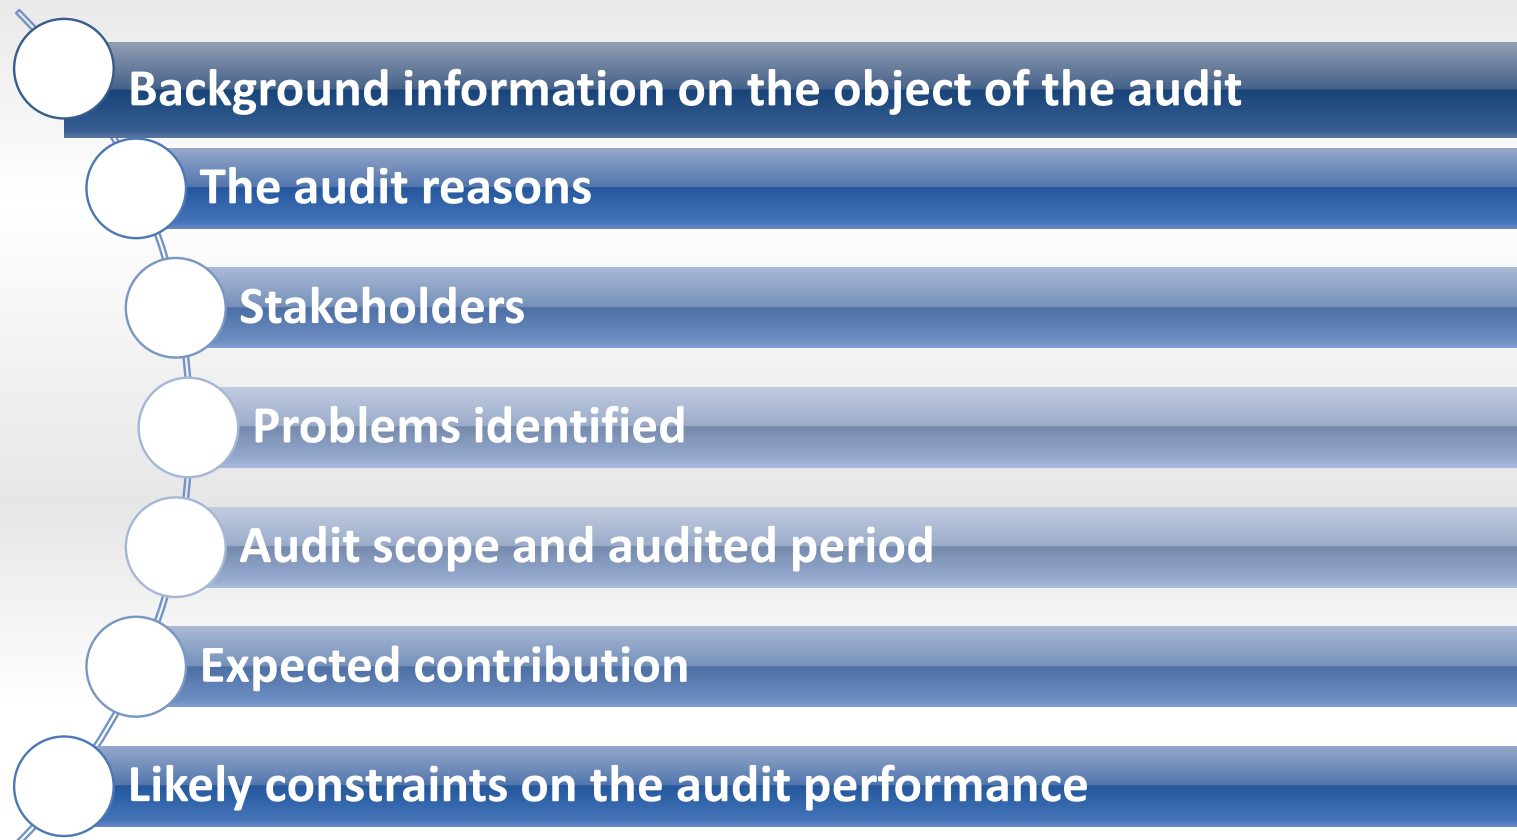 Background information on the object of the audit
The audit reasons
Stakeholders
Problems identified
Audit scope and audited period
Expected contribution
Likely constraints on the audit performance